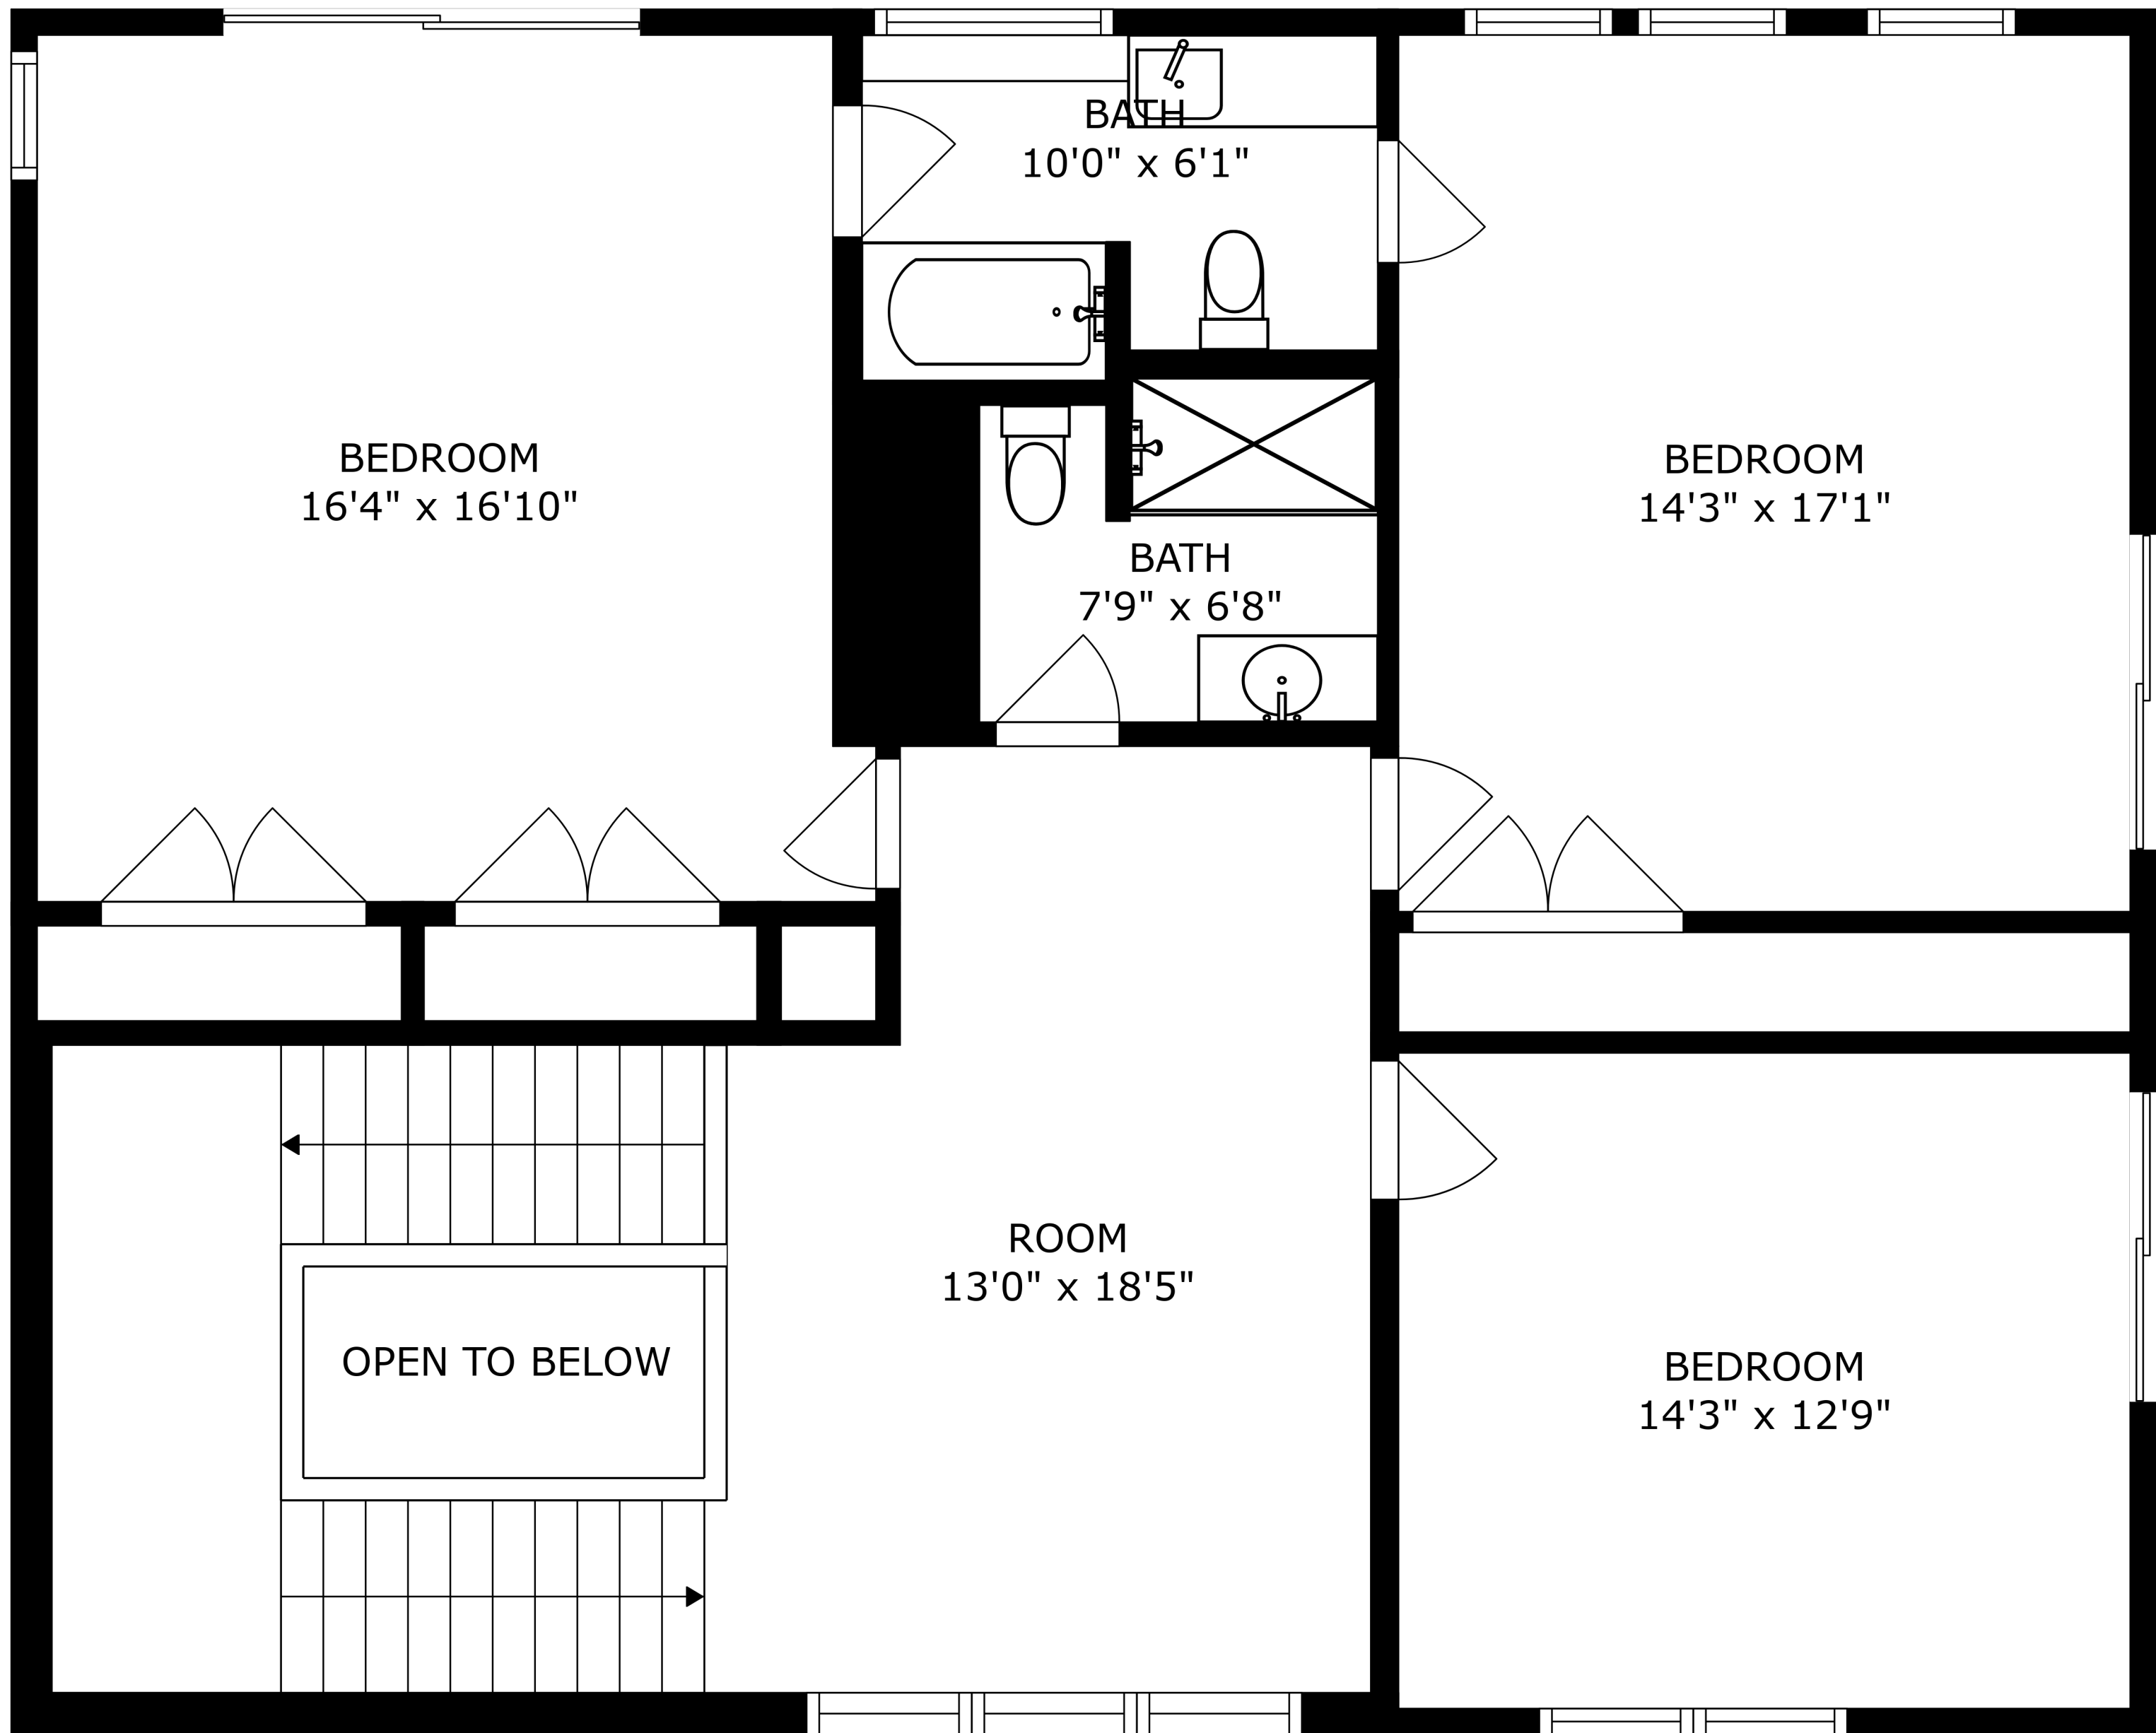 BATH
10'0" x 6'1"
BEDROOM
16'4" x 16'10"
BEDROOM
14'3" x 17'1"
BATH
7'9" x 6'8"
ROOM
13'0" x 18'5"
OPEN TO BELOW
BEDROOM
14'3" x 12'9"